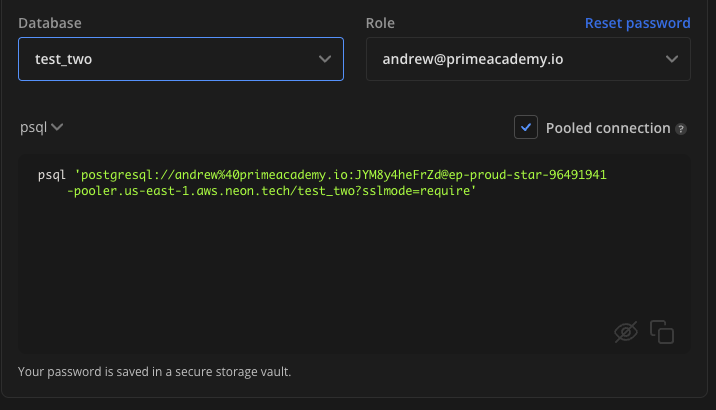 Database
Role
Reset password
test_two
andrew@primeacademy.io
psql
Pooled connection ?
psql 'postgresql://andrew%40primeacademy.io:JYM8y4heFrZd@ep-proud-star-96491941
-pooler.us-east-1.aws.neon.tech/test_two?sslmode=require'
Your password is saved in a secure storage vault.